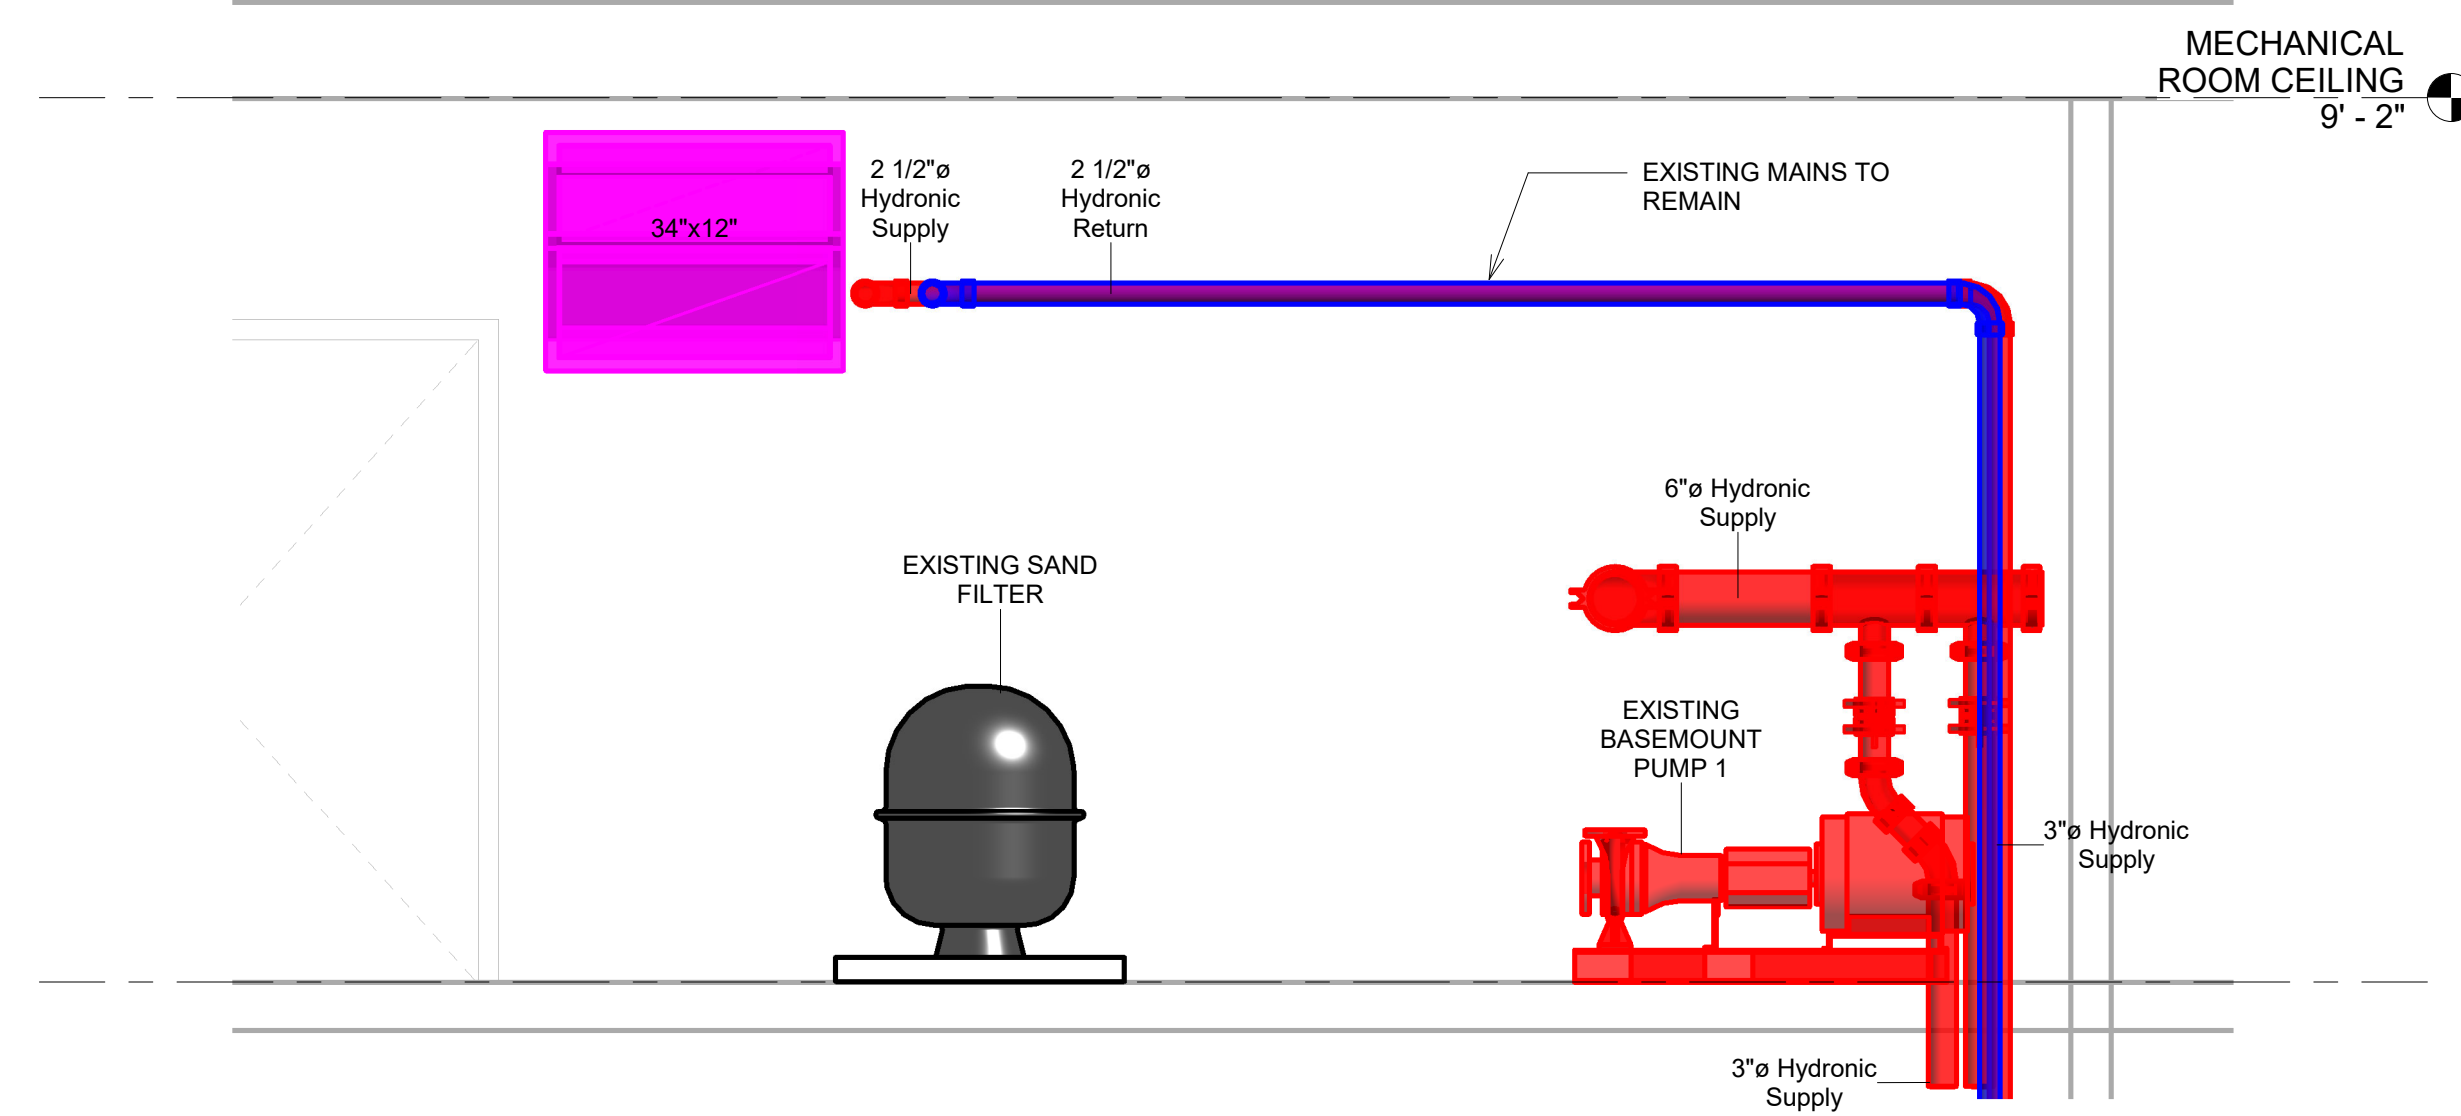 MECHANICAL
ROOM CEILING
9' - 2"
2 1/2"ø
Hydronic
Supply
2 1/2"ø
Hydronic
Return
EXISTING MAINS TO
REMAIN
34"x12"
6"ø Hydronic
Supply
EXISTING SAND
FILTER
EXISTING
BASEMOUNT
PUMP 1
3"ø Hydronic
Supply
3"ø Hydronic
Supply